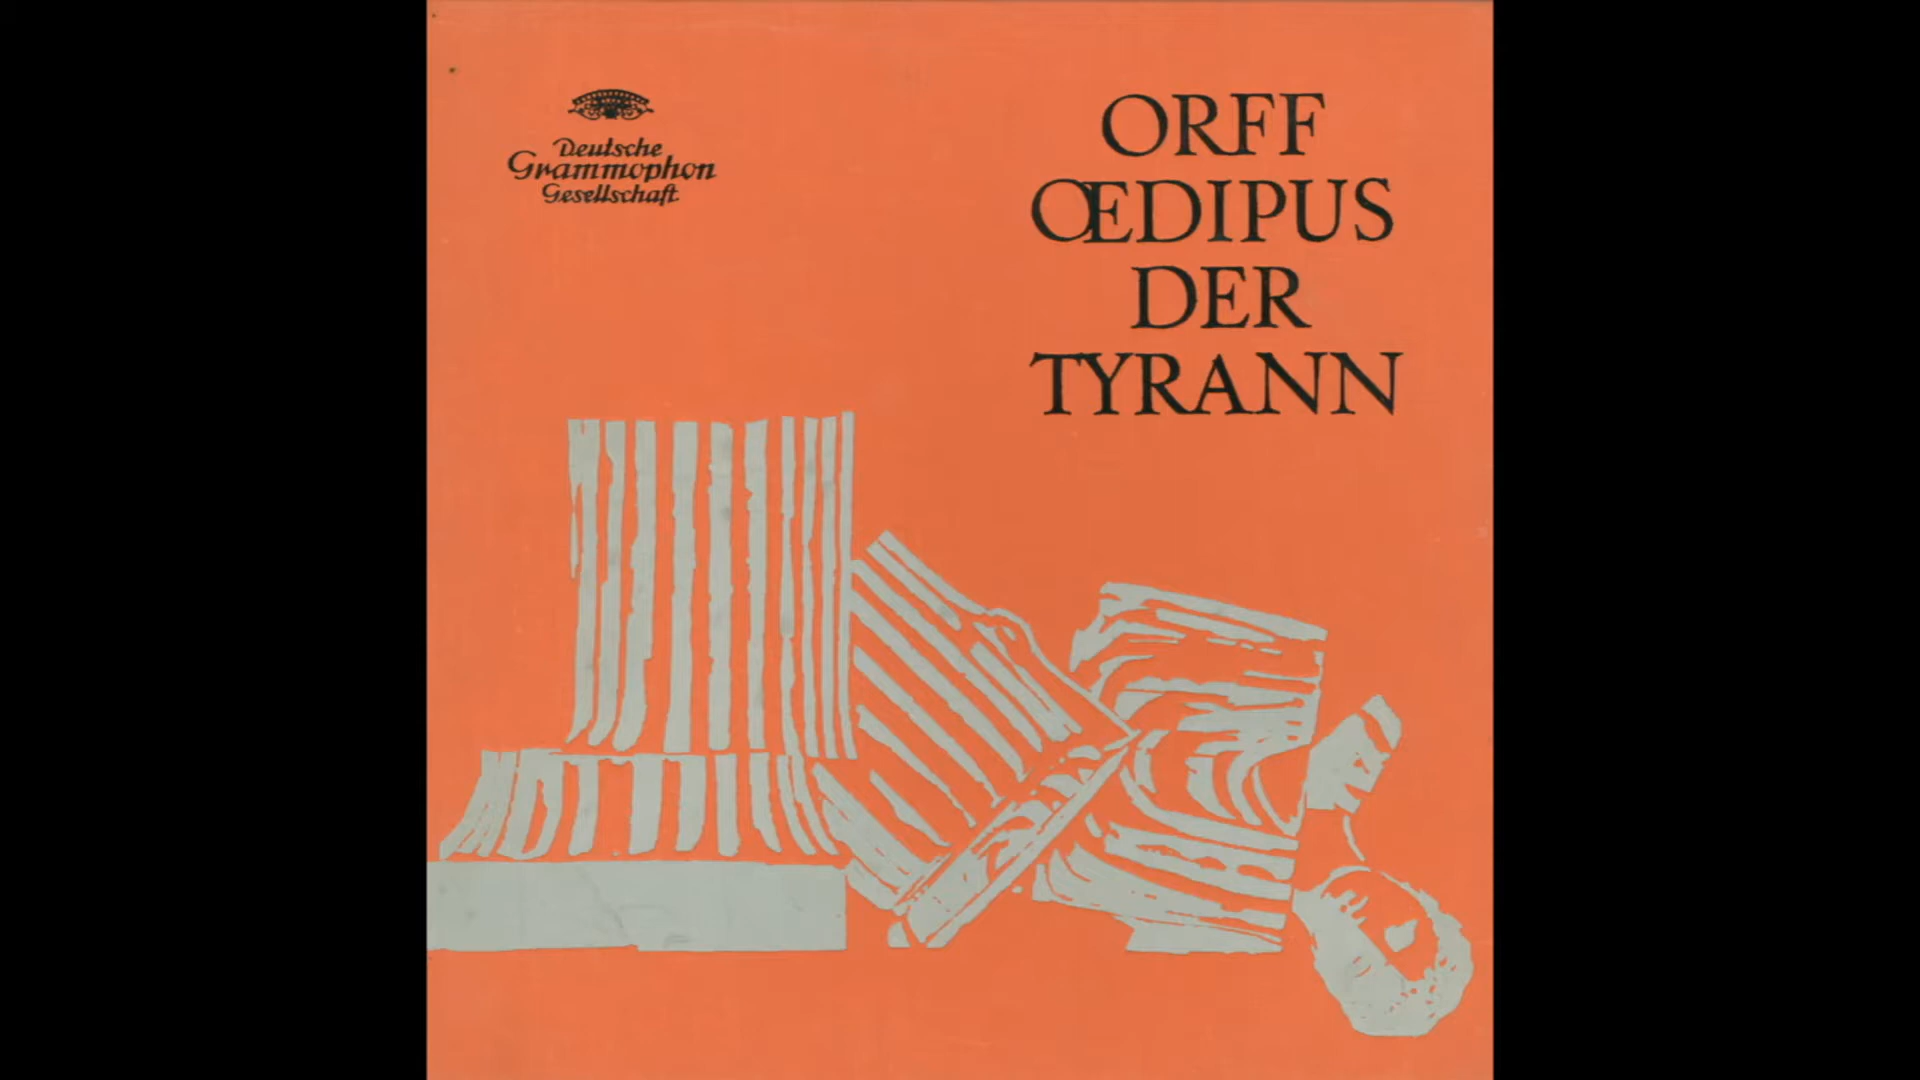 Deutsche
Grammophon
Gesellschaft
ORFF
ŒDIPUS
DER
TYRANN